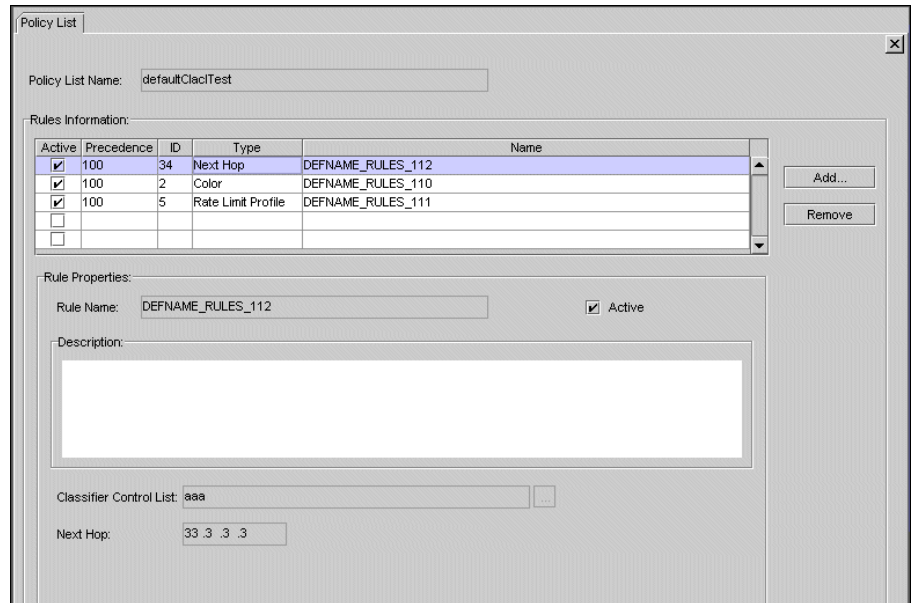 Policy List
Policy List Name: defaultClaclTest
Rules Information:
Active Precedence ID Type Name
100 34 Next Hop DEFNAME_RULES_112
100 2 Color DEFNAME_RULES_110
100 5 Rate Limit Profile DEFNAME_RULES_111
Add...
Remove
Rule Properties:
Rule Name: DEFNAME_RULES_112 Active
Description:
Classifier Control List: aaa ...
Next Hop: 33 .3 .3 .3